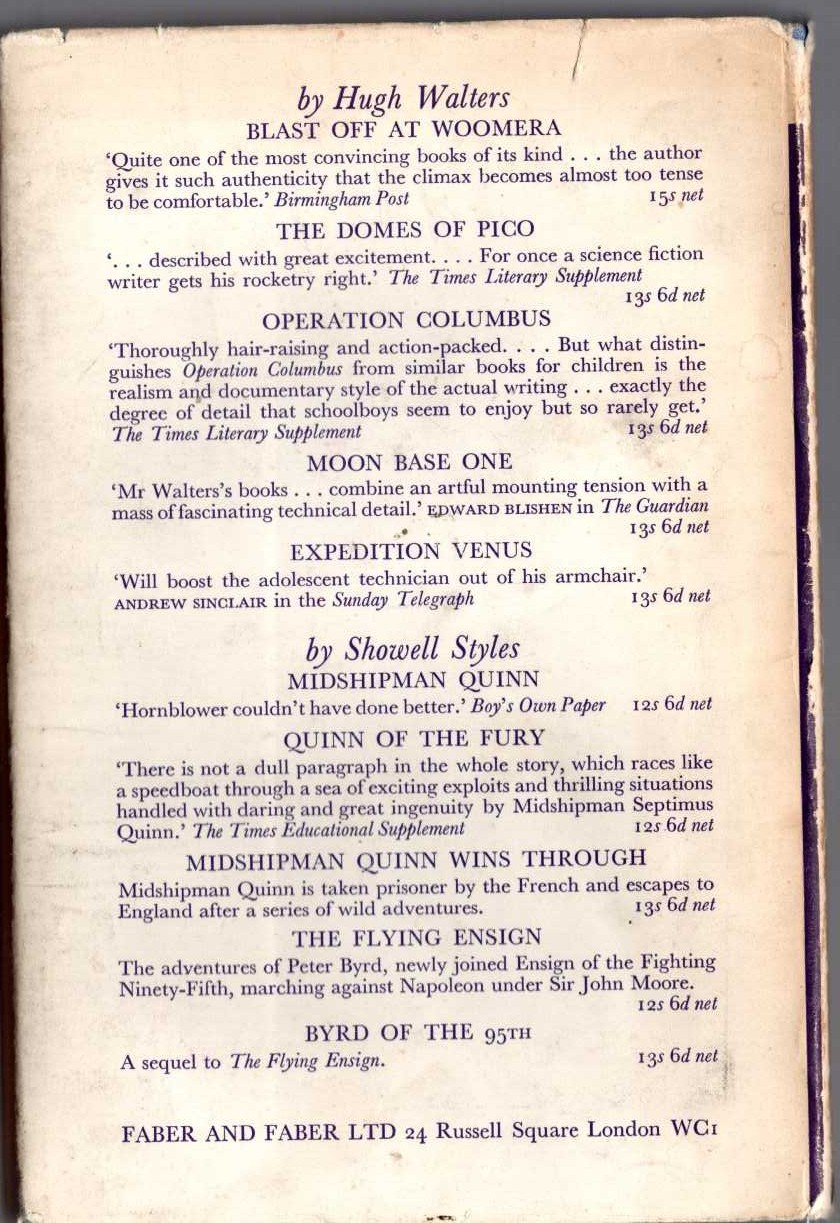 by Hugh Walters
BLAST OFF AT WOOMERA
‘Quite one of the most convincing books of its kind . . . the author
gives it such authenticity that the climax becomes almost too tense
to be comfortable.’ Birmingham Post 15s net
THE DOMES OF PICO
‘. . . described with great excitement. . . . For once a science fiction
writer gets his rocketry right.’ The Times Literary Supplement
13s 6d net
OPERATION COLUMBUS
‘Thoroughly hair-raising and action-packed. . . . But what distin-
guishes Operation Columbus from similar books for children is the
realism and documentary style of the actual writing . . . exactly the
degree of detail that schoolboys seem to enjoy but so rarely get.’
The Times Literary Supplement 13s 6d net
MOON BASE ONE
‘Mr Walters's books . . . combine an artful mounting tension with a
mass of fascinating technical detail.’ EDWARD BLISHEN in The Guardian
13s 6d net
EXPEDITION VENUS
‘Will boost the adolescent technician out of his armchair.’
ANDREW SINCLAIR in the Sunday Telegraph 13s 6d net
by Showell Styles
MIDSHIPMAN QUINN
‘Hornblower couldn't have done better.’ Boy's Own Paper 12s 6d net
QUINN OF THE FURY
‘There is not a dull paragraph in the whole story, which races like
a speedboat through a sea of exciting exploits and thrilling situations
handled with daring and great ingenuity by Midshipman Septimus
Quinn.’ The Times Educational Supplement 12s 6d net
MIDSHIPMAN QUINN WINS THROUGH
Midshipman Quinn is taken prisoner by the French and escapes to
England after a series of wild adventures. 13s 6d net
THE FLYING ENSIGN
The adventures of Peter Byrd, newly joined Ensign of the Fighting
Ninety-Fifth, marching against Napoleon under Sir John Moore.
12s 6d net
BYRD OF THE 95TH
A sequel to The Flying Ensign. 13s 6d net
FABER AND FABER LTD 24 Russell Square London WC1